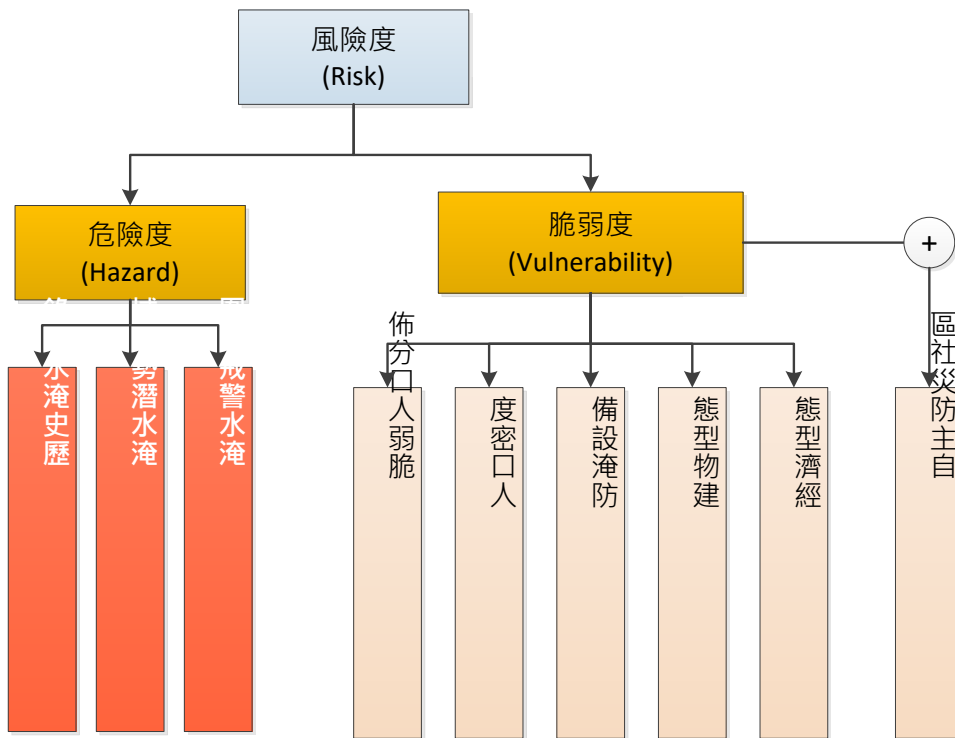 風險度
(Risk)
危險度
(Hazard)
脆弱度
(Vulnerability)
+
水淹史歷
勢潛水淹
戒警水淹
佈分口人弱脆
度密口人
備設淹防
態型物建
態型濟經
區社災防主自